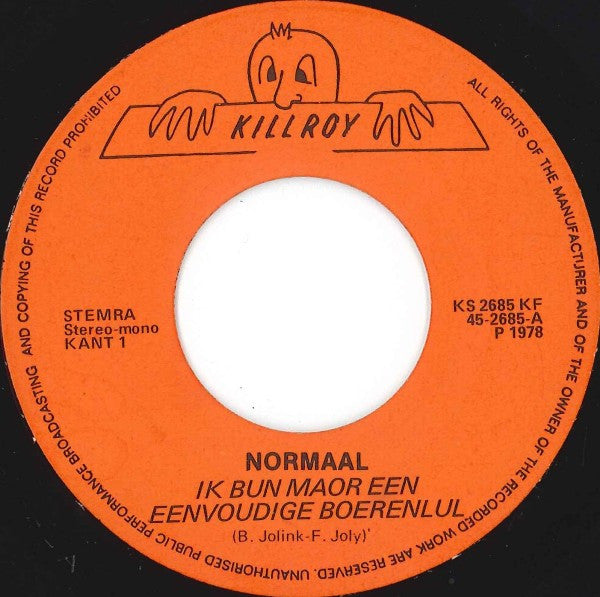 KILLROY
ALL RIGHTS OF THE MANUFACTURER AND OF THE OWNER OF THE RECORDED WORK ARE RESERVED. UNAUTHORISED PUBLIC PERFORMANCE BROADCASTING AND COPYING OF THIS RECORD PROHIBITED
STEMRA
Stereo-mono
KANT 1
KS 2685 KF
45-2685-A
P 1978
NORMAAL
IK BUN MAOR EEN
EENVOUDIGE BOERENLUL
(B. Jolink-F. Joly)'